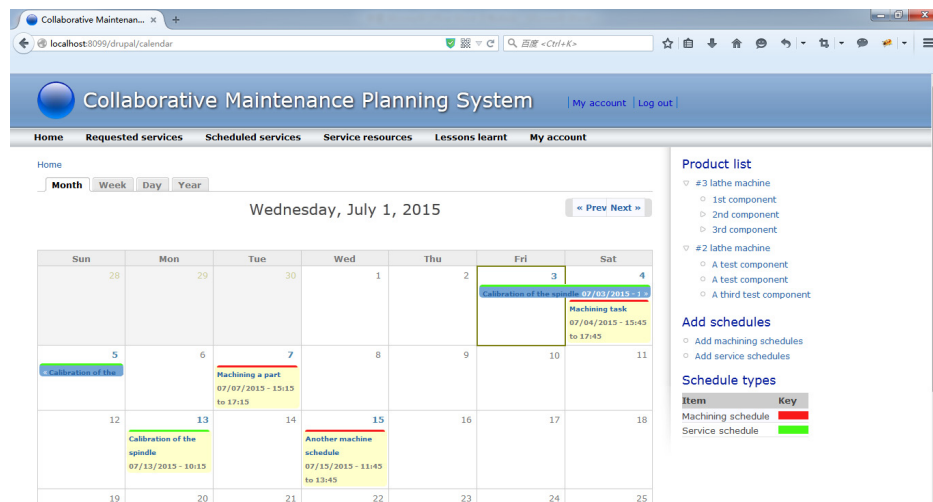 Collaborative Maintenan... × +
localhost:8099/drupal/calendar
百度 <Ctrl+K>
Collaborative Maintenance Planning System
My account | Log out |
Home Requested services Scheduled services Service resources Lessons learnt My account
Home
Month Week Day Year
Wednesday, July 1, 2015
« Prev Next »
Sun Mon Tue Wed Thu Fri Sat
28 29 30 1 2 3 4
Calibration of the spindle 07/03/2015 - 1 »
Machining task
07/04/2015 - 15:45
to 17:45
5 6 7 8 9 10 11
« Calibration of the
Machining a part
07/07/2015 - 15:15
to 17:15
12 13 14 15 16 17 18
Calibration of the
spindle
07/13/2015 - 10:15
Another machine
schedule
07/15/2015 - 11:45
to 13:45
19 20 21 22 23 24 25
Product list
#3 lathe machine
1st component
2nd component
3rd component
#2 lathe machine
A test component
A test component
A third test component
Add schedules
Add machining schedules
Add service schedules
Schedule types
Item Key
Machining schedule
Service schedule